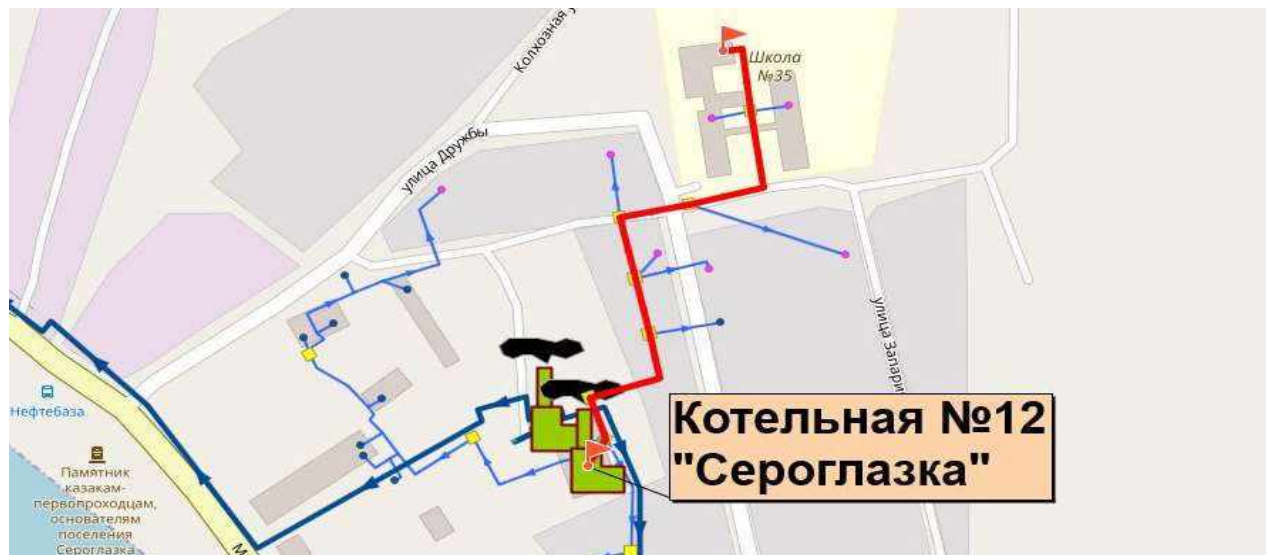 Колхозная у
Школа
№35
улица Дружбы
улица Запари
Нефтебаза
Котельная №12
"Сероглазка"
Памятник
казакам-
первопроходцам,
основателям
поселения
Сероглазка
М